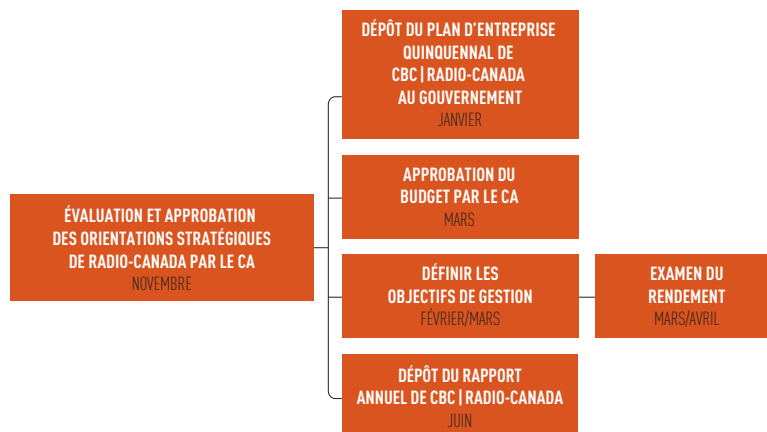 ÉVALUATION ET APPROBATION
DES ORIENTATIONS STRATÉGIQUES
DE RADIO-CANADA PAR LE CA
NOVEMBRE
DÉPÔT DU PLAN D'ENTREPRISE
QUINQUENNAL DE
CBC | RADIO-CANADA
AU GOUVERNEMENT
JANVIER
APPROBATION DU
BUDGET PAR LE CA
MARS
DÉFINIR LES
OBJECTIFS DE GESTION
FÉVRIER/MARS
EXAMEN DU
RENDEMENT
MARS/AVRIL
DÉPÔT DU RAPPORT
ANNUEL DE CBC | RADIO-CANADA
JUIN